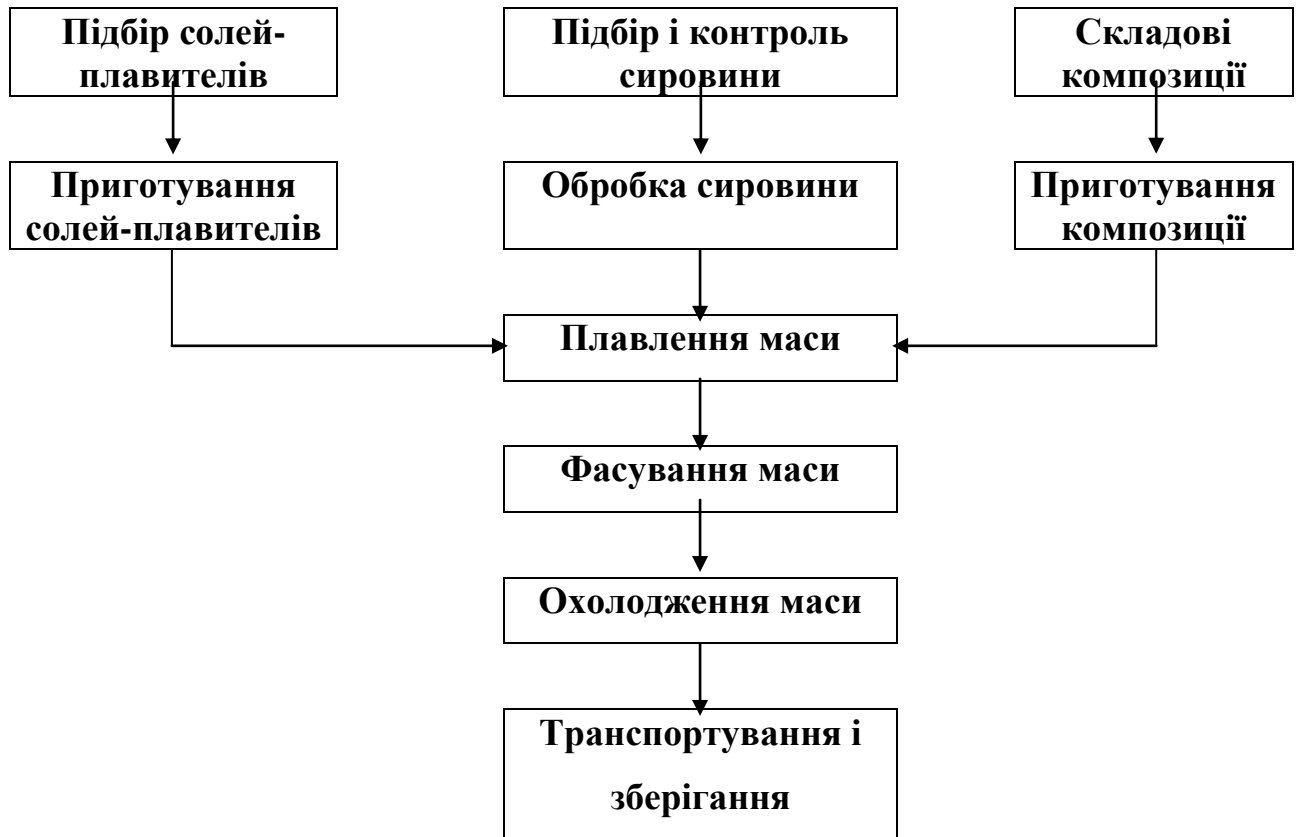 Підбір солей-
плавителів
Підбір і контроль
сировини
Складові
композиції
Приготування
солей-плавителів
Обробка сировини
Приготування
композиції
Плавлення маси
Фасування маси
Охолодження маси
Транспортування і
зберігання